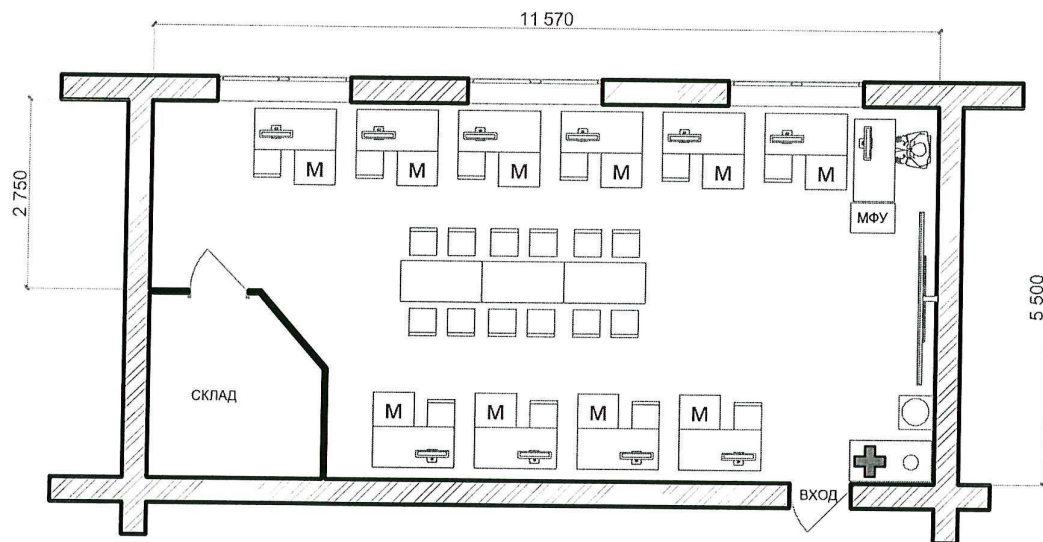 11 570
2 750
М М М М М М
МФУ
5 500
СКЛАД
М М М М
ВХОД